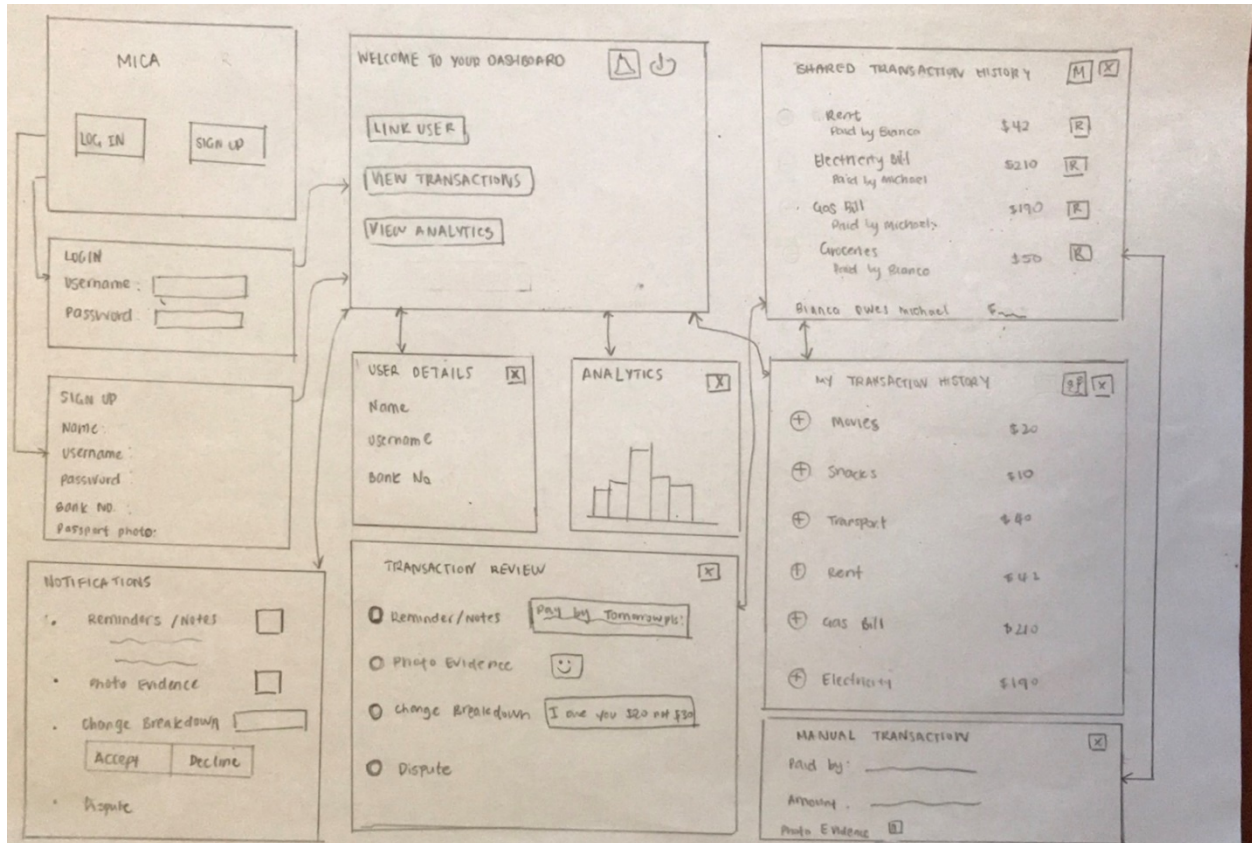 MICA
LOG IN
SIGN UP
LOGIN
Username :
Password :
SIGN UP
Name :
Username :
Password
Bank No. :
Passport photo:
NOTIFICATIONS
Reminders / Notes
Photo Evidence
Change Breakdown
Accept Decline
Dispute
WELCOME TO YOUR DASHBOARD
LINK USER
VIEW TRANSACTIONS
VIEW ANALYTICS
USER DETAILS X
Name
Username
Bank No
ANALYTICS X
TRANSACTION REVIEW X
Reminder/Notes Pay by Tomorrow pls!
Photo Evidence
Change Breakdown I owe you $20 not $30
Dispute
SHARED TRANSACTION HISTORY M X
Rent $42 R
Paid by Bianca
Electricity Bill $210 R
Paid by Michael
Gas Bill $190 R
Paid by Michael
Groceries $50 R
Paid by Bianca
Bianca owes Michael $
MY TRANSACTION HISTORY X
Movies $20
Snacks $10
Transport $40
Rent $42
Gas Bill $210
Electricity $190
MANUAL TRANSACTION X
Paid by:
Amount.
Photo Evidence